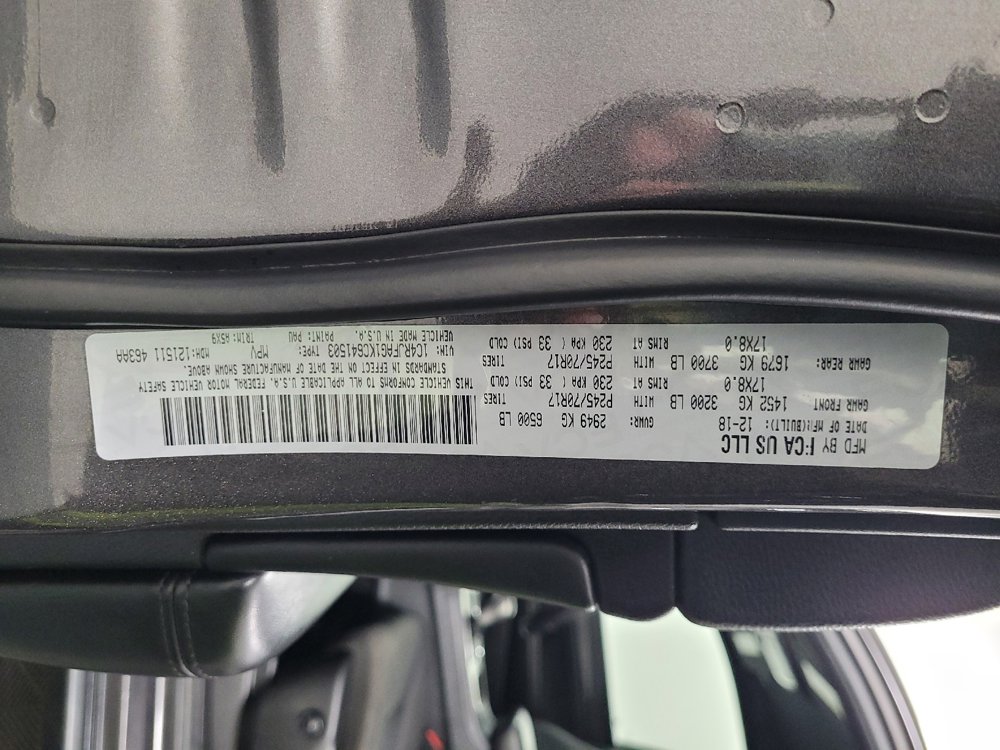 MFD BY FCA US LLC
DATE OF MFR(BUILT): 12-18 GVWR: 2949 KG 6500 LB
GAWR FRONT 1452 KG 3200 LB WITH P245/70R17 TIRES
17X8.0 RIMS AT 230 KPA ( 33 PSI) COLD
GAWR REAR: 1679 KG 3700 LB WITH P245/70R17 TIRES
17X8.0 RIMS AT 230 KPA ( 33 PSI) COLD
THIS VEHICLE CONFORMS TO ALL APPLICABLE U.S.A. FEDERAL MOTOR VEHICLE SAFETY
STANDARDS IN EFFECT ON THE DATE OF MANUFACTURE SHOWN ABOVE.
VIN: 1C4RJFAG1KC641503 TYPE: MPV MDH:121511 463AA
VEHICLE MADE IN U.S.A. PAINT: PAU TRIM:A5X9